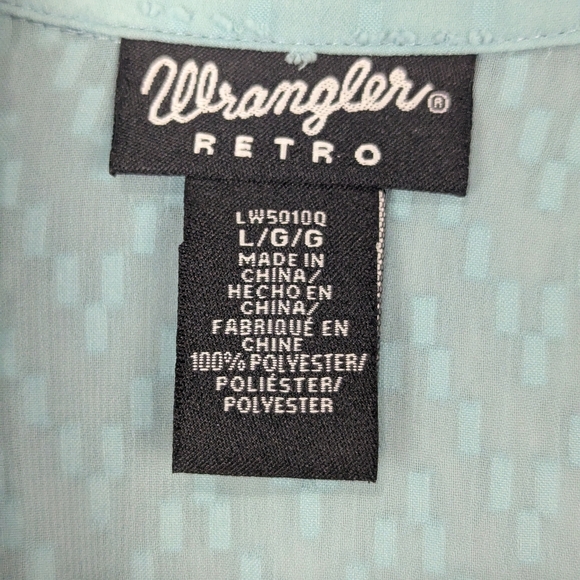 Wrangler®
RETRO
LW5010Q
L/G/G
MADE IN
CHINA/
HECHO EN
CHINA/
FABRIQUÉ EN
CHINE
100% POLYESTER/
POLIÉSTER/
POLYESTER